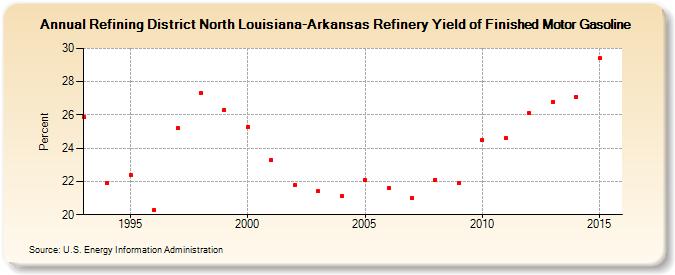 Annual Refining District North Louisiana-Arkansas Refinery Yield of Finished Motor Gasoline
Percent
30
28
26
24
22
20
1995 2000 2005 2010 2015
Source: U.S. Energy Information Administration